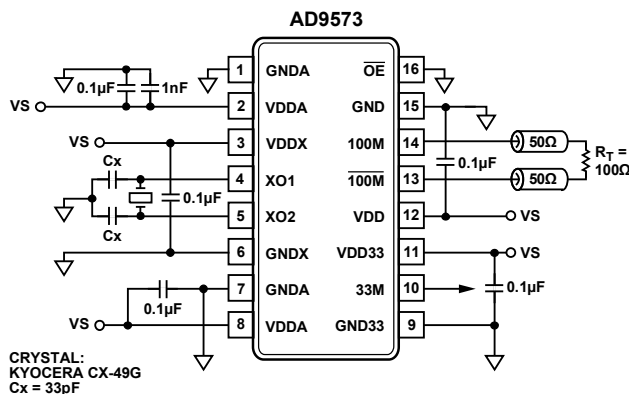 AD9573
0.1µF
1nF
VS
1 GNDA
2 VDDA
3 VDDX
4 XO1
5 XO2
6 GNDX
7 GNDA
8 VDDA
Cx
Cx
0.1µF
0.1µF
VS
VS
OE 16
GND 15
100M 14
100M 13
VDD 12
VDD33 11
33M 10
GND33 9
50Ω
50Ω
RT =
100Ω
0.1µF
VS
VS
0.1µF
CRYSTAL:
KYOCERA CX-49G
Cx = 33pF